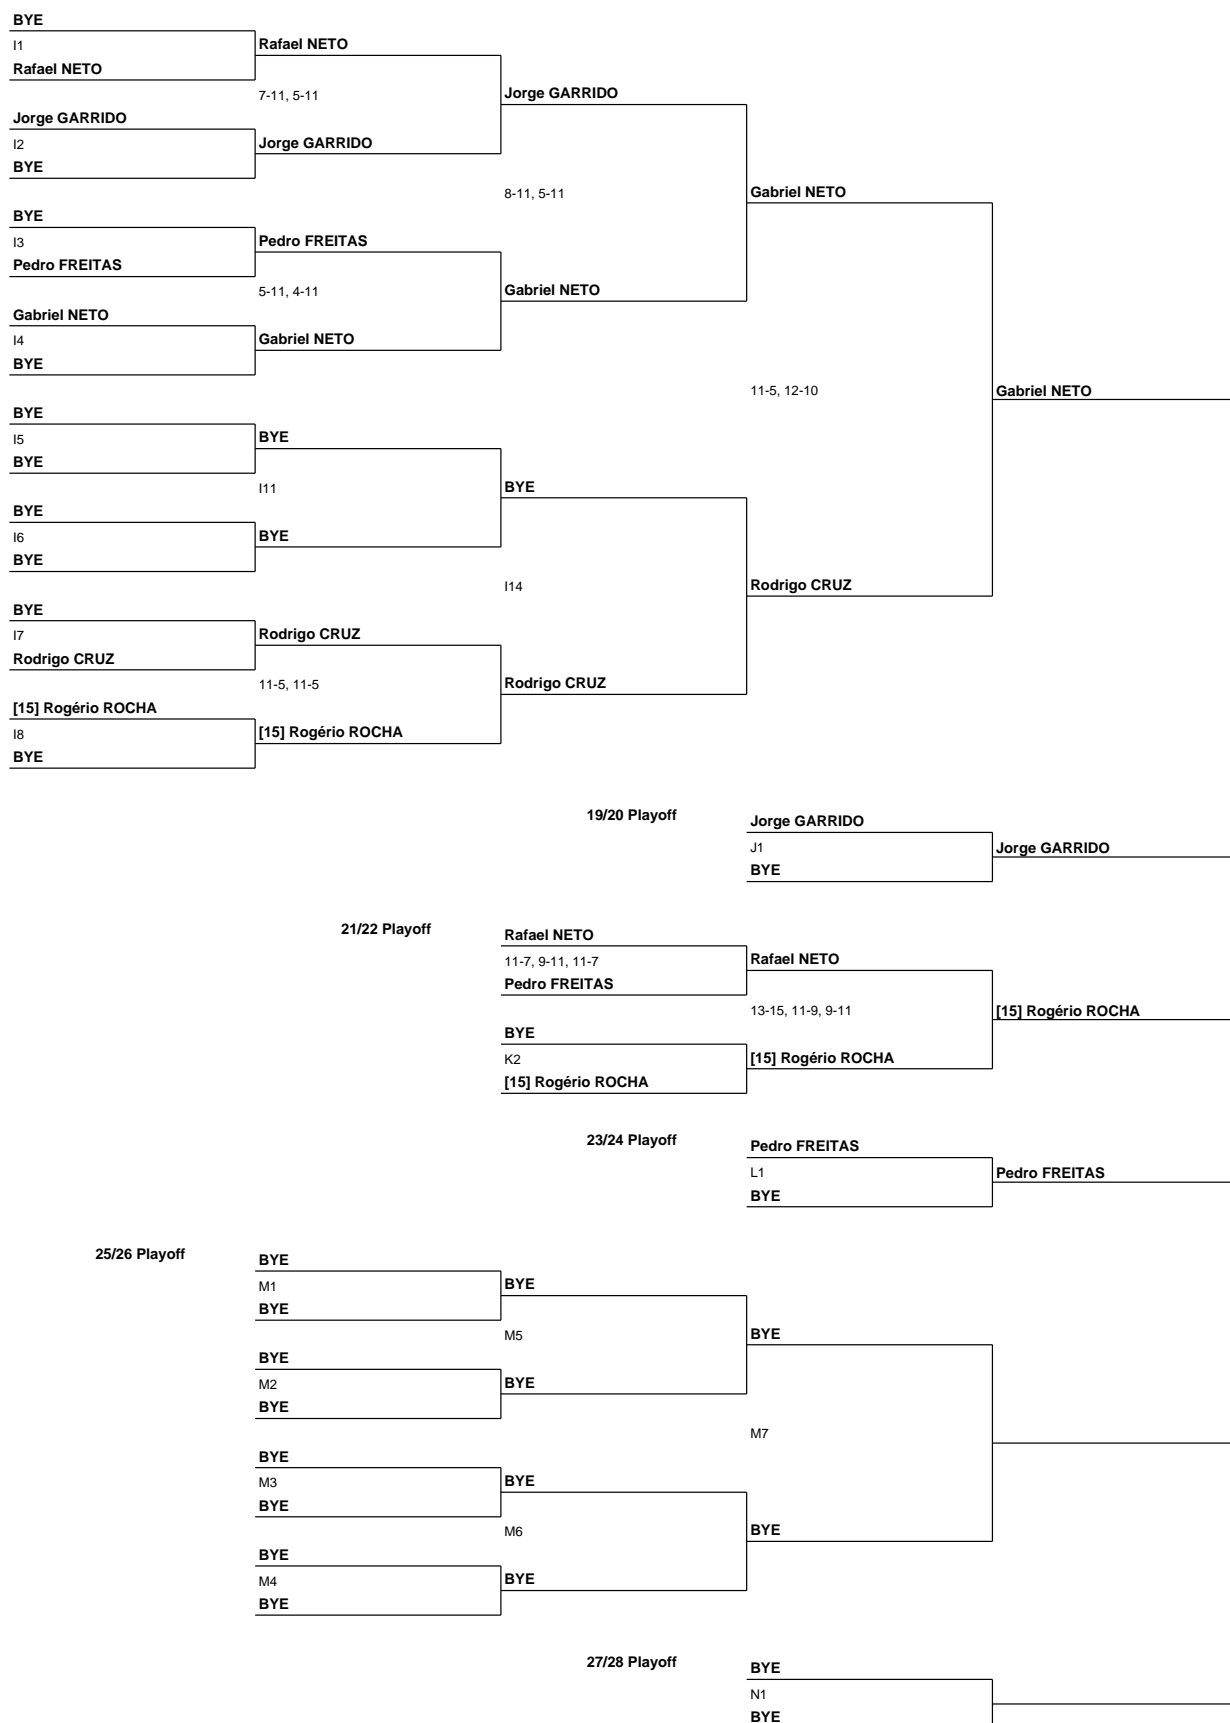 BYE
I1
Rafael NETO
Rafael NETO
7-11, 5-11
Jorge GARRIDO
Jorge GARRIDO
I2
Jorge GARRIDO
BYE
8-11, 5-11
Gabriel NETO
BYE
I3
Pedro FREITAS
Pedro FREITAS
5-11, 4-11
Gabriel NETO
Gabriel NETO
I4
Gabriel NETO
BYE
11-5, 12-10
Gabriel NETO
BYE
I5
BYE
BYE
I11
BYE
BYE
I6
BYE
BYE
I14
Rodrigo CRUZ
BYE
I7
Rodrigo CRUZ
Rodrigo CRUZ
11-5, 11-5
Rodrigo CRUZ
[15] Rogério ROCHA
I8
[15] Rogério ROCHA
BYE
19/20 Playoff
Jorge GARRIDO
J1
Jorge GARRIDO
BYE
21/22 Playoff
Rafael NETO
11-7, 9-11, 11-7
Rafael NETO
Pedro FREITAS
13-15, 11-9, 9-11
[15] Rogério ROCHA
BYE
K2
[15] Rogério ROCHA
[15] Rogério ROCHA
23/24 Playoff
Pedro FREITAS
L1
Pedro FREITAS
BYE
25/26 Playoff
BYE
M1
BYE
BYE
M5
BYE
BYE
M2
BYE
BYE
M7
BYE
M3
BYE
BYE
M6
BYE
BYE
M4
BYE
BYE
27/28 Playoff
BYE
N1
BYE